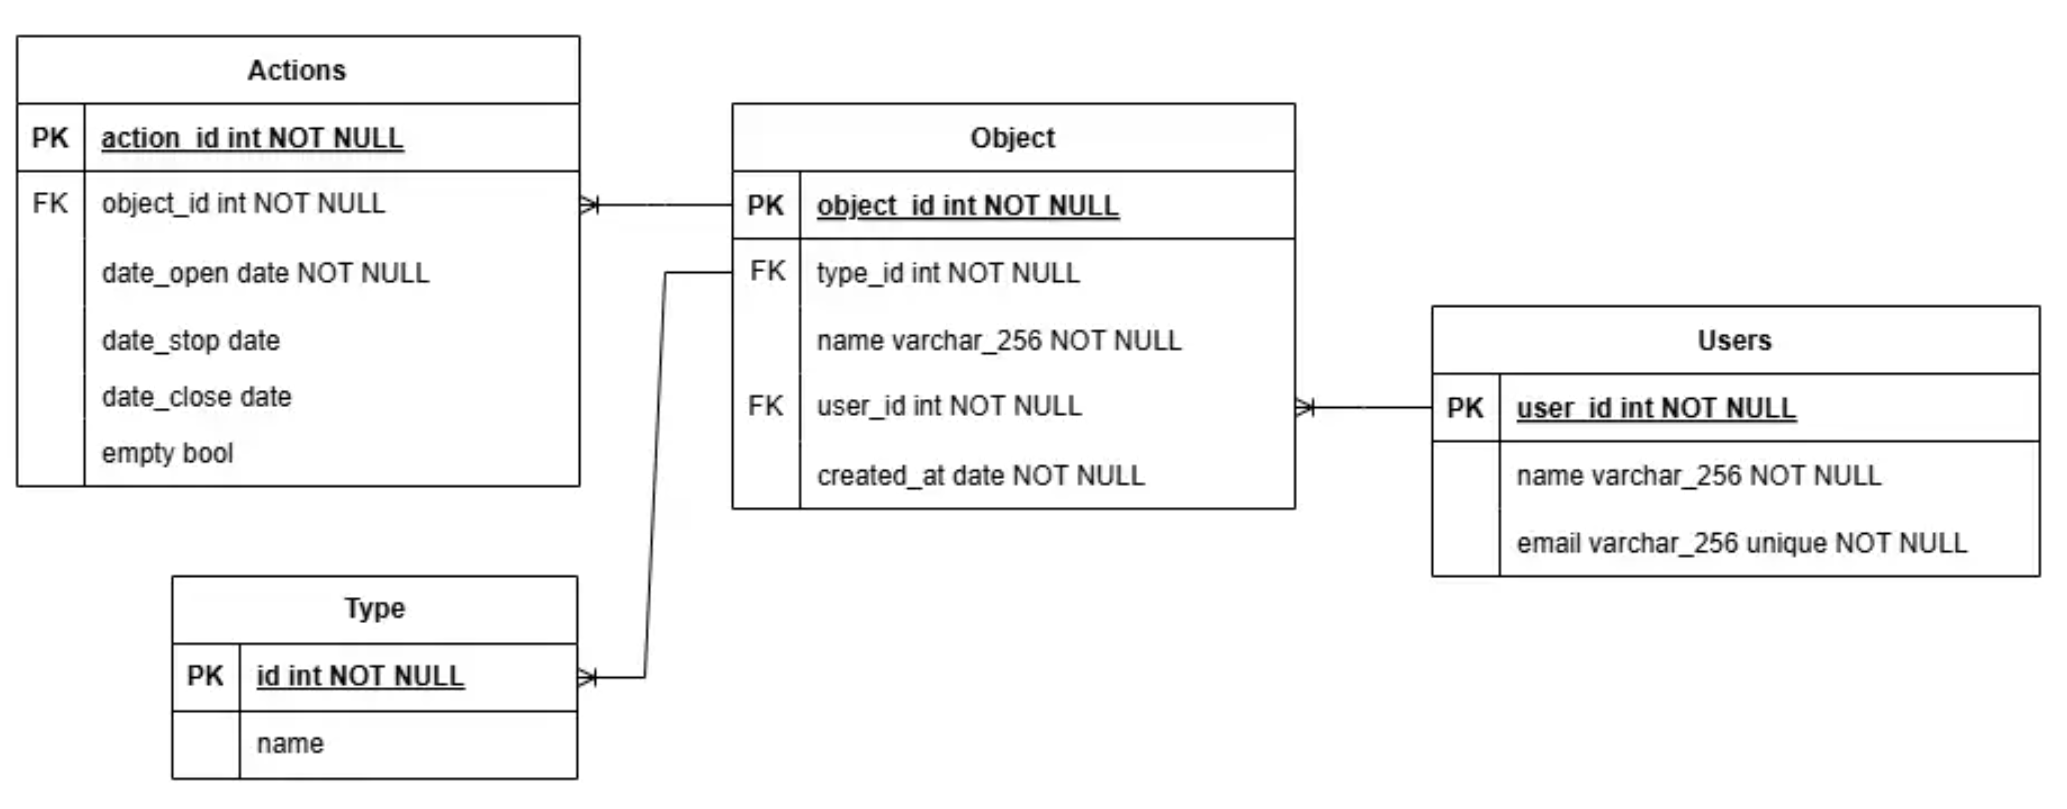 Actions
PK action_id int NOT NULL
FK object_id int NOT NULL
date_open date NOT NULL
date_stop date
date_close date
empty bool
Object
PK object_id int NOT NULL
FK type_id int NOT NULL
name varchar_256 NOT NULL
FK user_id int NOT NULL
created_at date NOT NULL
Users
PK user_id int NOT NULL
name varchar_256 NOT NULL
email varchar_256 unique NOT NULL
Type
PK id int NOT NULL
name